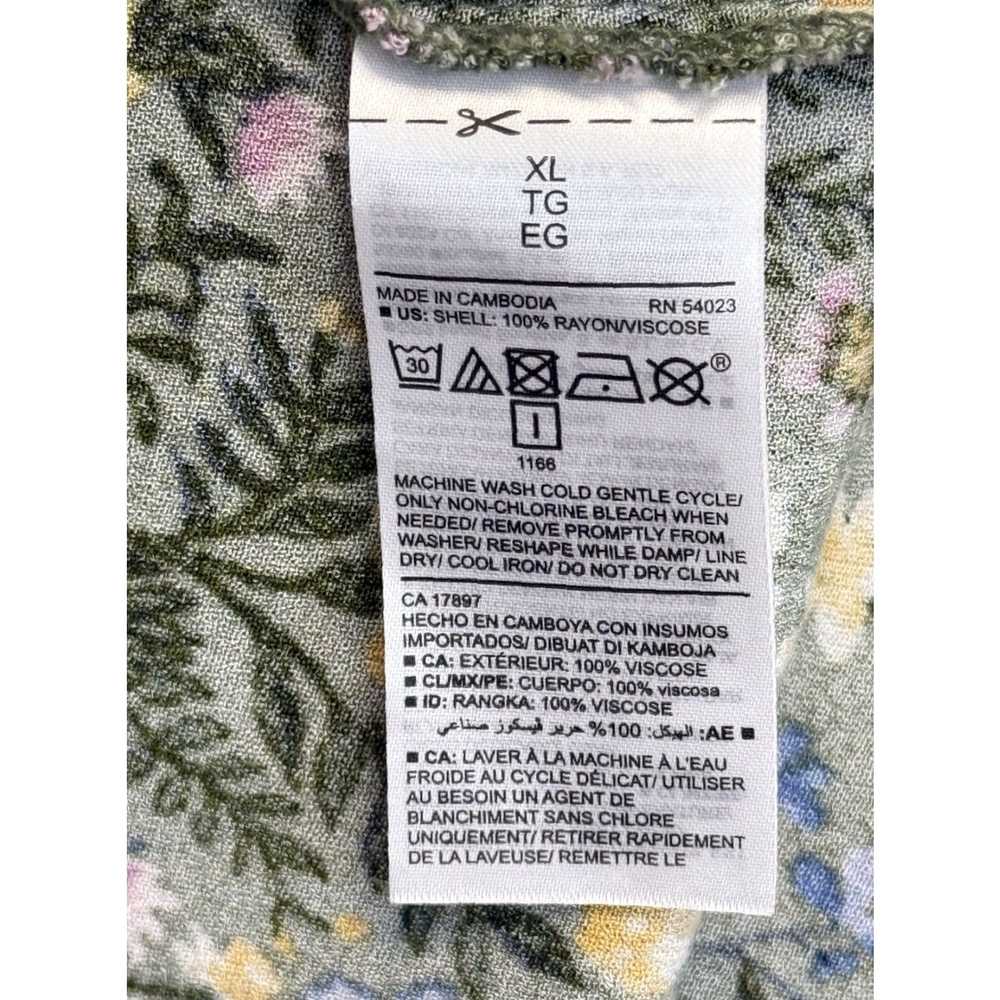 XL
TG
EG
MADE IN CAMBODIA RN 54023
■ US: SHELL: 100% RAYON/VISCOSE
30 ®
1166
MACHINE WASH COLD GENTLE CYCLE/
ONLY NON-CHLORINE BLEACH WHEN
NEEDED/ REMOVE PROMPTLY FROM
WASHER/ RESHAPE WHILE DAMP/ LINE
DRY/ COOL IRON/ DO NOT DRY CLEAN
CA 17897
HECHO EN CAMBOYA CON INSUMOS
IMPORTADOS/ DIBUAT DI KAMBOJA
■ CA: EXTÉRIEUR: 100% VISCOSE
■ CL/MX/PE: CUERPO: 100% viscosa
■ ID: RANGKA: 100% VISCOSE
■ AE: الهيكل: 100% حرير ڤيسكوز صناعي
■ CA: LAVER À LA MACHINE À L'EAU
FROIDE AU CYCLE DÉLICAT/ UTILISER
AU BESOIN UN AGENT DE
BLANCHIMENT SANS CHLORE
UNIQUEMENT/ RETIRER RAPIDEMENT
DE LA LAVEUSE/ REMETTRE LE